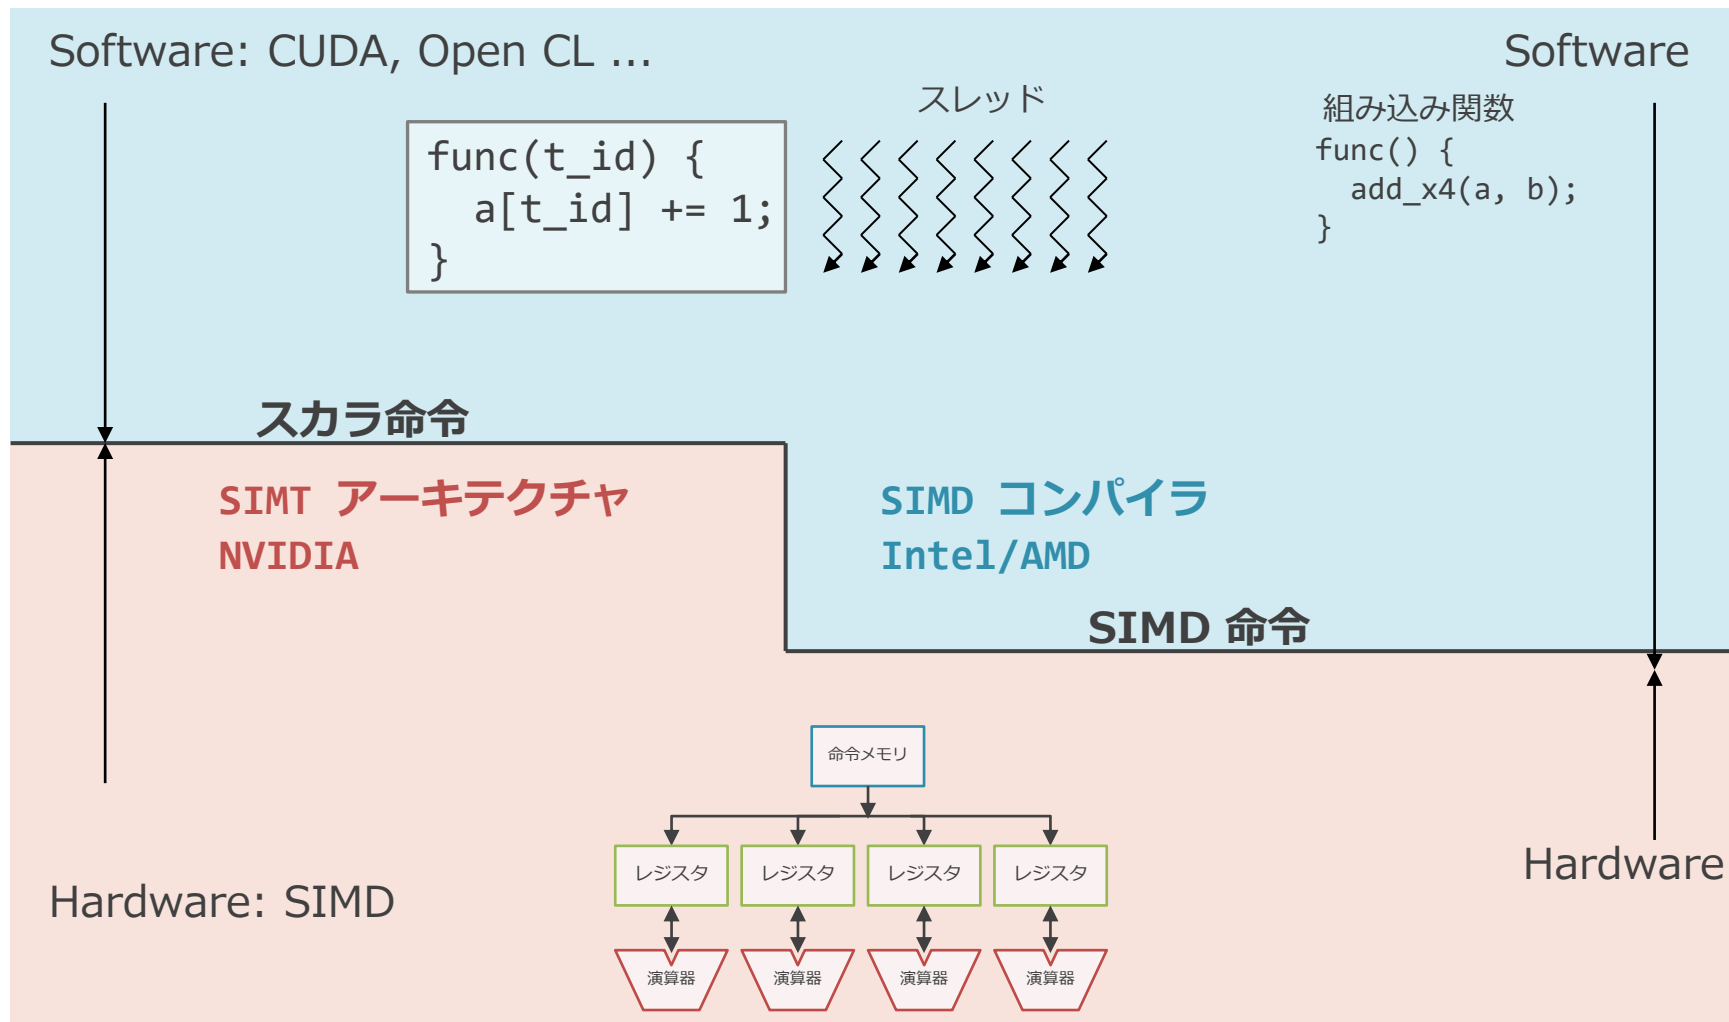 Software: CUDA, Open CL ...
Software
スレッド
組み込み関数
func(t_id) {
a[t_id] += 1;
}
func() {
add_x4(a, b);
}
スカラ命令
SIMT アーキテクチャ
NVIDIA
SIMD コンパイラ
Intel/AMD
SIMD 命令
命令メモリ
レジスタ
レジスタ
レジスタ
レジスタ
Hardware
Hardware: SIMD
演算器
演算器
演算器
演算器